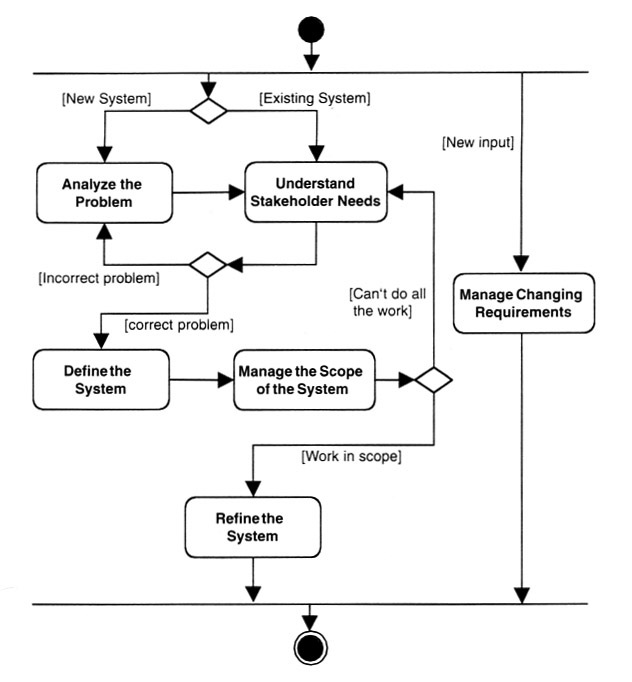 [New System]
[Existing System]
[New input]
Analyze the
Problem
Understand
Stakeholder Needs
[Incorrect problem]
[Can't do all
the work]
Manage Changing
Requirements
[correct problem]
Define the
System
Manage the Scope
of the System
[Work in scope]
Refine the
System